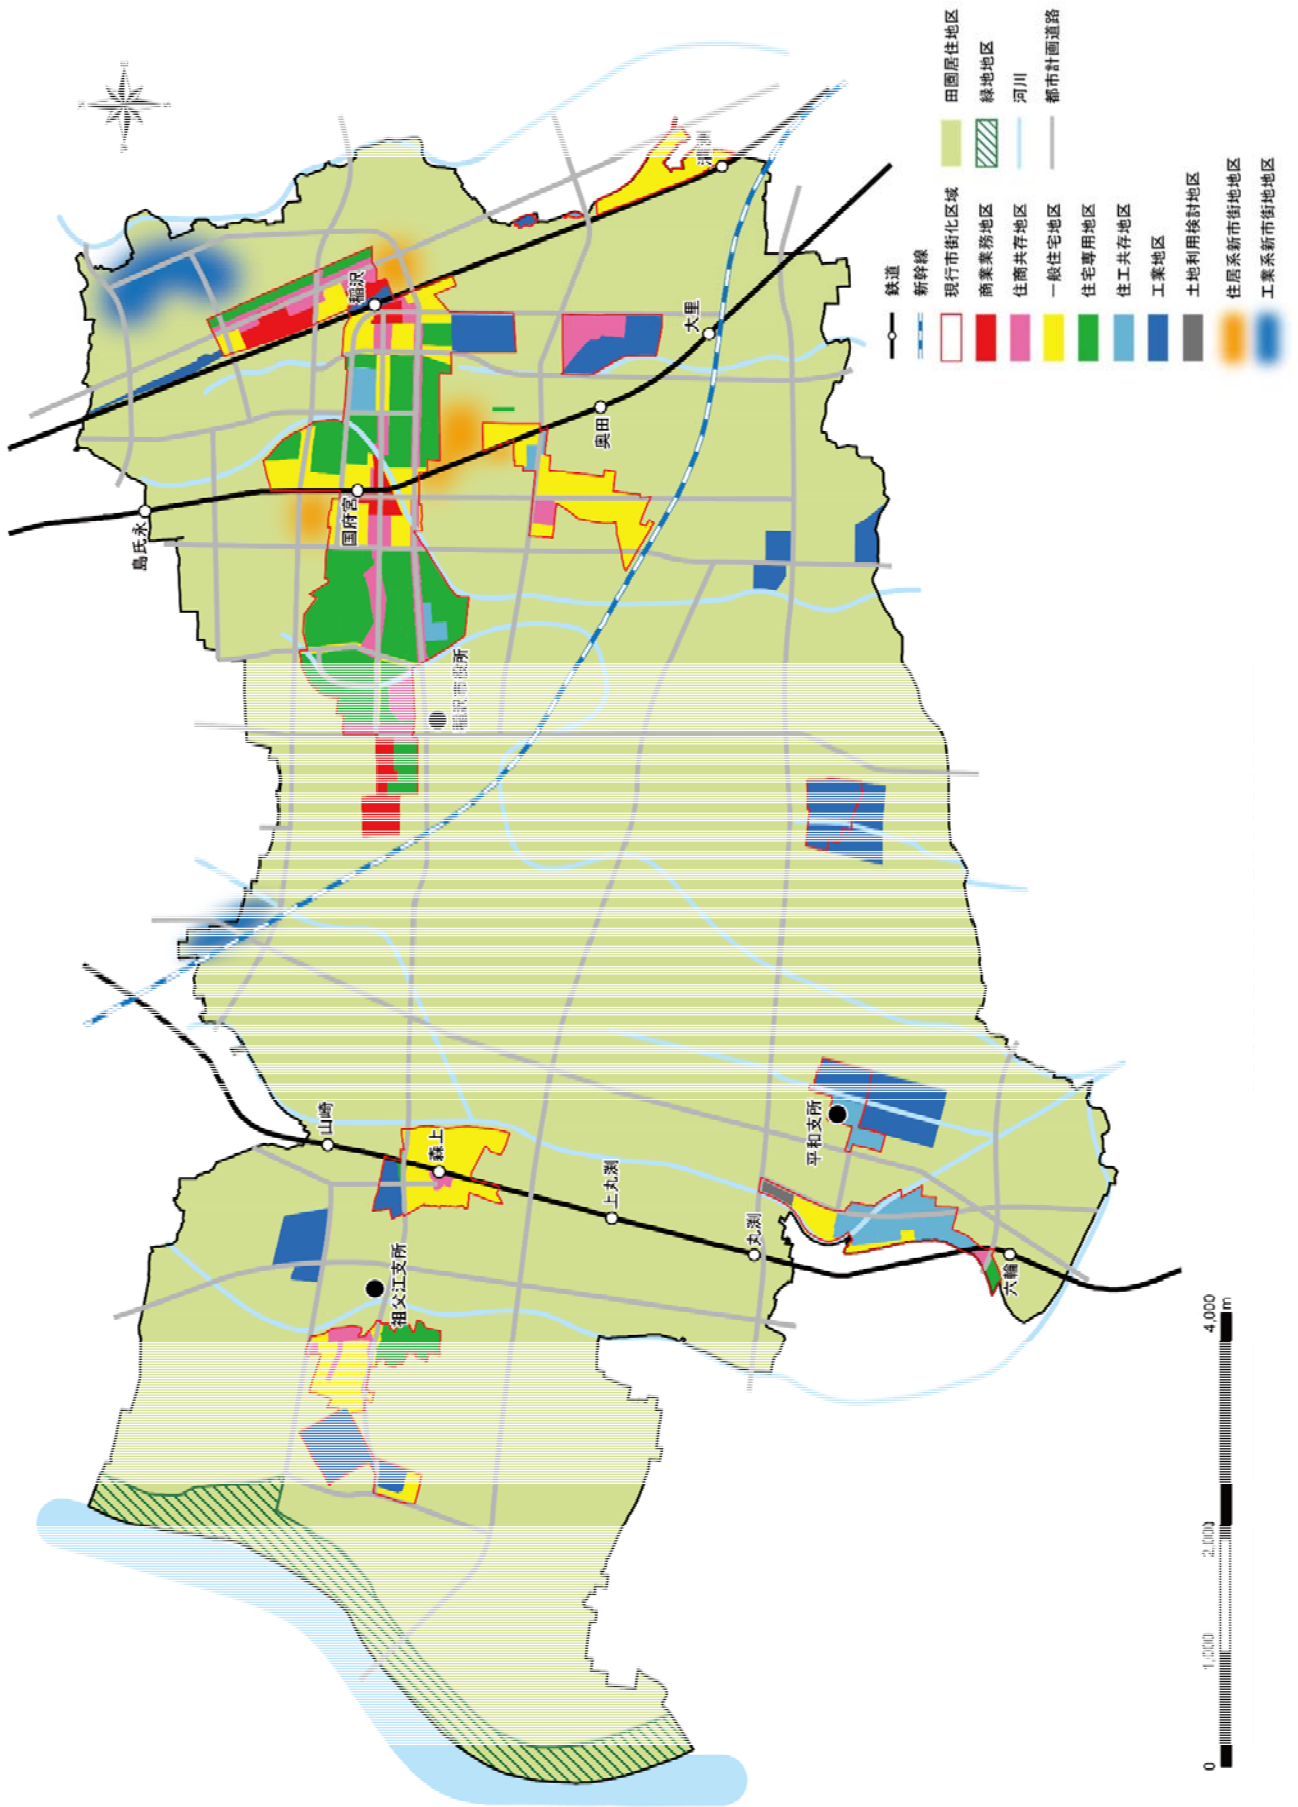 島氏永
国府宮
稲沢
清洲
大里
奥田
稲沢市役所
山崎
森上
上丸渕
丸渕
六輪
平和支所
祖父江支所
鉄道
新幹線
現行市街化区域
商業業務地区
住商共存地区
一般住宅地区
住宅専用地区
住工共存地区
工業地区
土地利用検討地区
住居系新市街地地区
工業系新市街地地区
田園居住地区
緑地地区
河川
都市計画道路
0 1,000 2,000 4,000
m